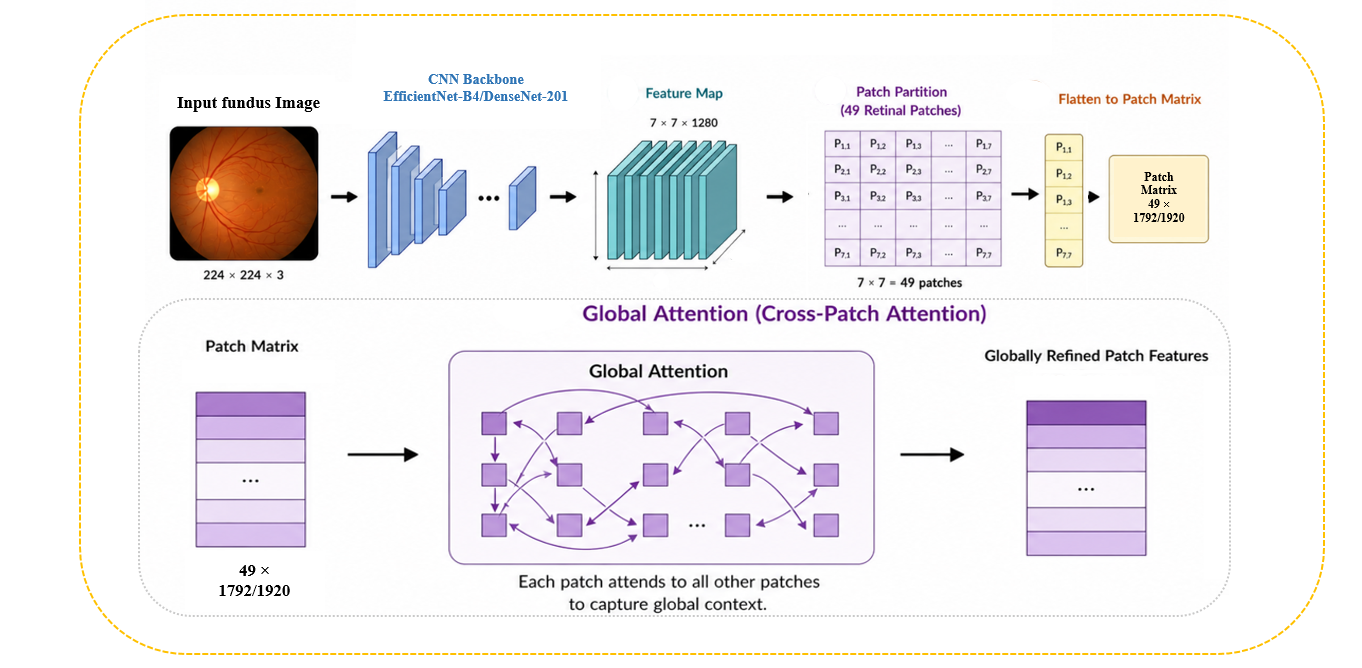 Input fundus Image
224 × 224 × 3
CNN Backbone
EfficientNet-B4/DenseNet-201
Feature Map
7 × 7 × 1280
Patch Partition
(49 Retinal Patches)
P1,1 P1,2 P1,3 ... P1,7
P2,1 P2,2 P2,3 ... P2,7
P3,1 P3,2 P3,3 ... P3,7
... ... ... ... ...
P7,1 P7,2 P7,3 ... P7,7
7 × 7 = 49 patches
Flatten to Patch Matrix
P1,1
P1,2
P1,3
...
P7,7
Patch
Matrix
49 ×
1792/1920
Global Attention (Cross-Patch Attention)
Patch Matrix
...
49 ×
1792/1920
Global Attention
...
Each patch attends to all other patches
to capture global context.
Globally Refined Patch Features
...